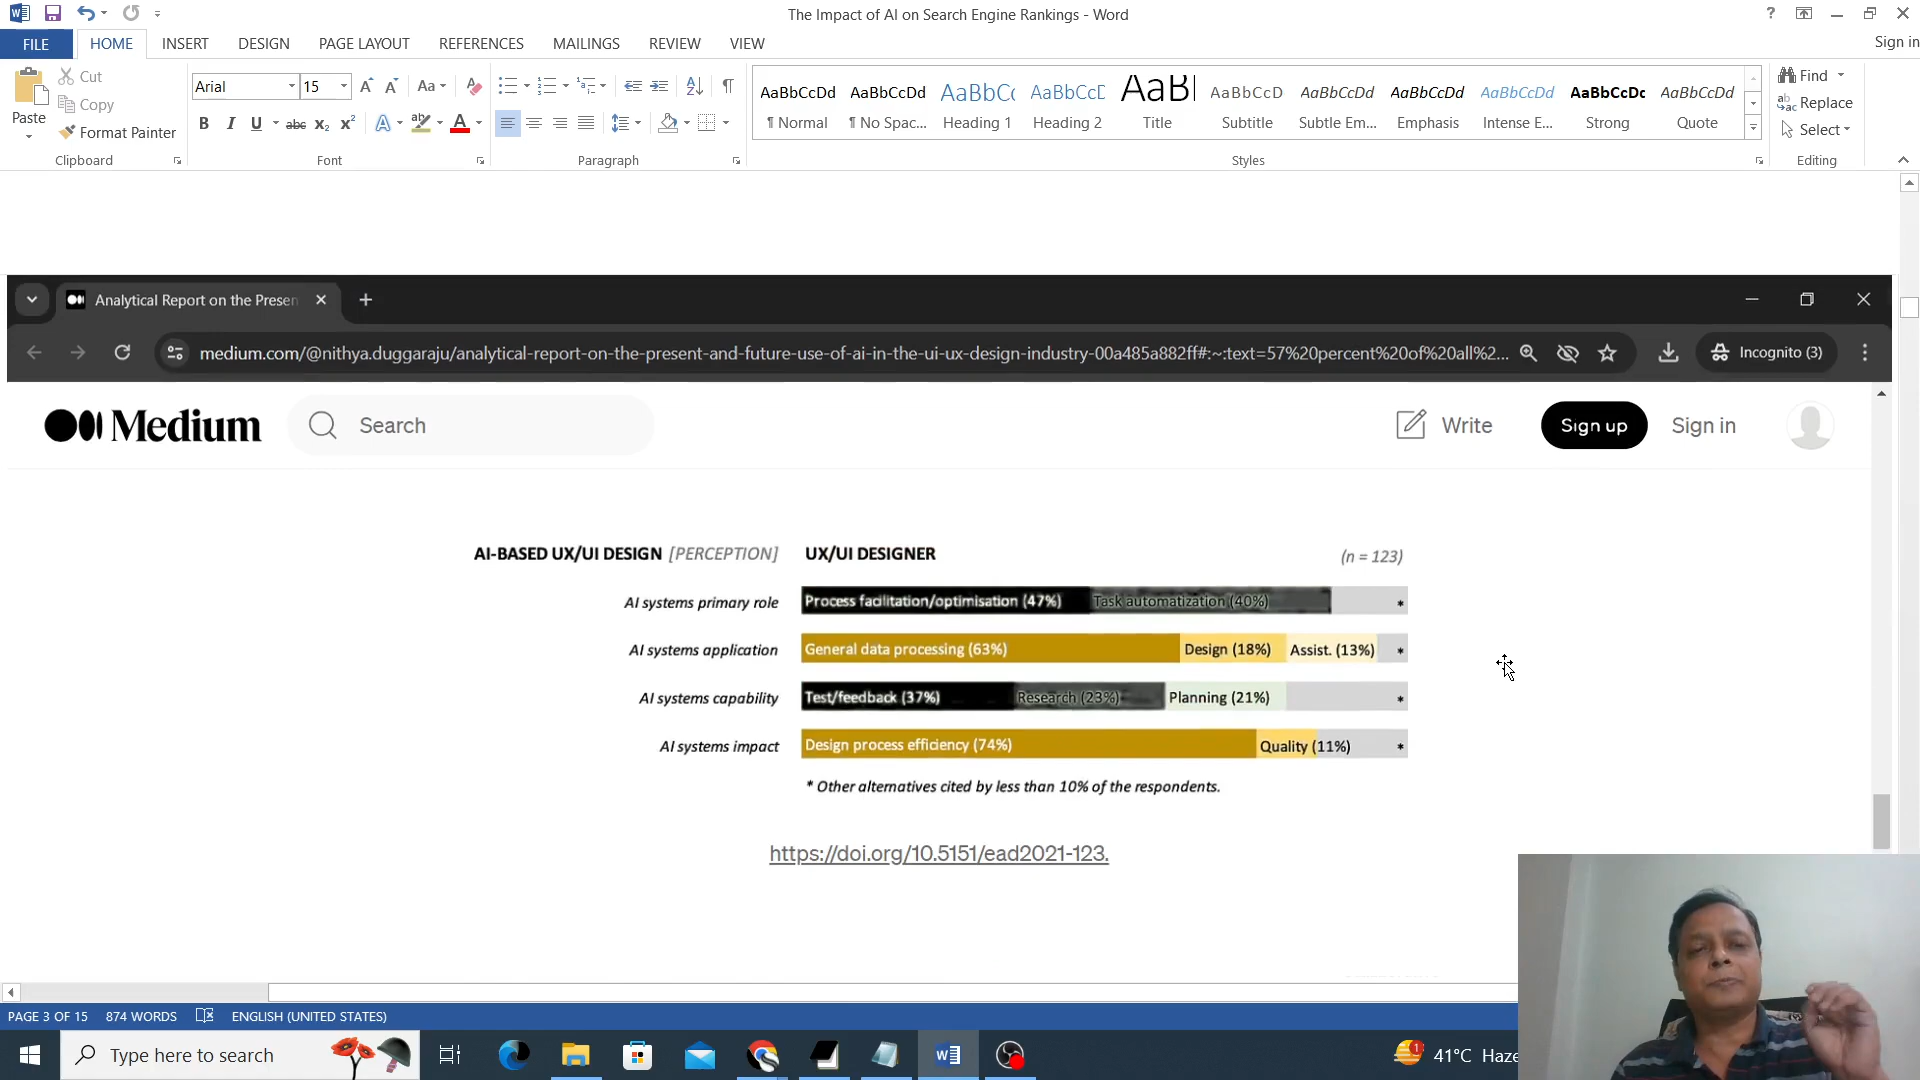 The Impact of AI on Search Engine Rankings - Word
Sign in
FILE HOME INSERT DESIGN PAGE LAYOUT REFERENCES MAILINGS REVIEW VIEW
Paste
Cut
Copy
Format Painter
Clipboard
Arial 15
Font
Paragraph
AaBbCcDd AaBbCcDd AaBbCc AaBbCcC AaBl AaBbCcD AaBbCcDd AaBbCcDd AaBbCcDd AaBbCcDc AaBbCcDd
¶ Normal ¶ No Spac... Heading 1 Heading 2 Title Subtitle Subtle Em... Emphasis Intense E... Strong Quote
Styles
Find
Replace
Select
Editing
Analytical Report on the Presen
medium.com/@nithya.duggaraju/analytical-report-on-the-present-and-future-use-of-ai-in-the-ui-ux-design-industry-00a485a882ff#:~:text=57%20percent%20of%20all%2...
Incognito (3)
Medium
Search
Write
Sign up
Sign in
AI-BASED UX/UI DESIGN [PERCEPTION] UX/UI DESIGNER (n = 123)
AI systems primary role Process facilitation/optimisation (47%) Task automatization (40%) *
AI systems application General data processing (63%) Design (18%) Assist. (13%) *
AI systems capability Test/feedback (37%) Research (23%) Planning (21%) *
AI systems impact Design process efficiency (74%) Quality (11%) *
* Other alternatives cited by less than 10% of the respondents.
https://doi.org/10.5151/ead2021-123.
PAGE 3 OF 15 874 WORDS ENGLISH (UNITED STATES)
Type here to search
41°C Haze